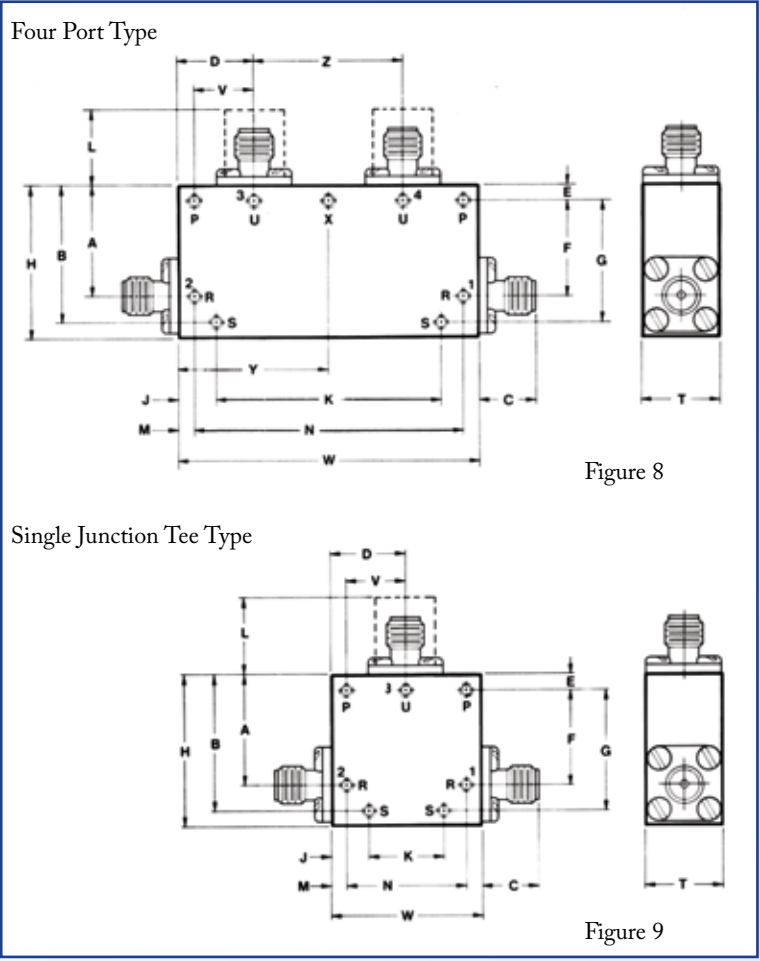 Four Port Type
D Z
V
L
3 4 E
P U X U P
A F
B G
H
2 R R 1
S S
Y
J K C T
M N
W
Figure 8
Single Junction Tee Type
D
V
L
E
3
P U P
A F
B G
H
2 R R 1
S S
J K
M N C T
W
Figure 9